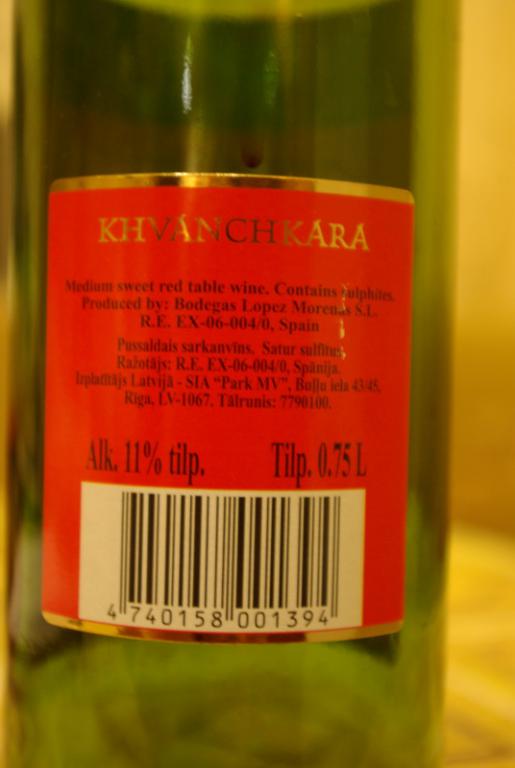 KHVANCHKARA
Medium sweet red table wine. Contains sulphites.
Produced by: Bodegas Lopez Morenas S.L.
R.E. EX-06-004/0, Spain
Pussaldais sarkanvīns. Satur sulfītus.
Ražotājs: R.E. EX-06-004/0, Spānija.
Izplatītājs Latvijā - SIA "Park MV", Buļļu iela 43/45,
Rīga, LV-1067. Tālrunis: 7790100.
Alk. 11% tilp. Tilp. 0.75 L
4 740158 001394